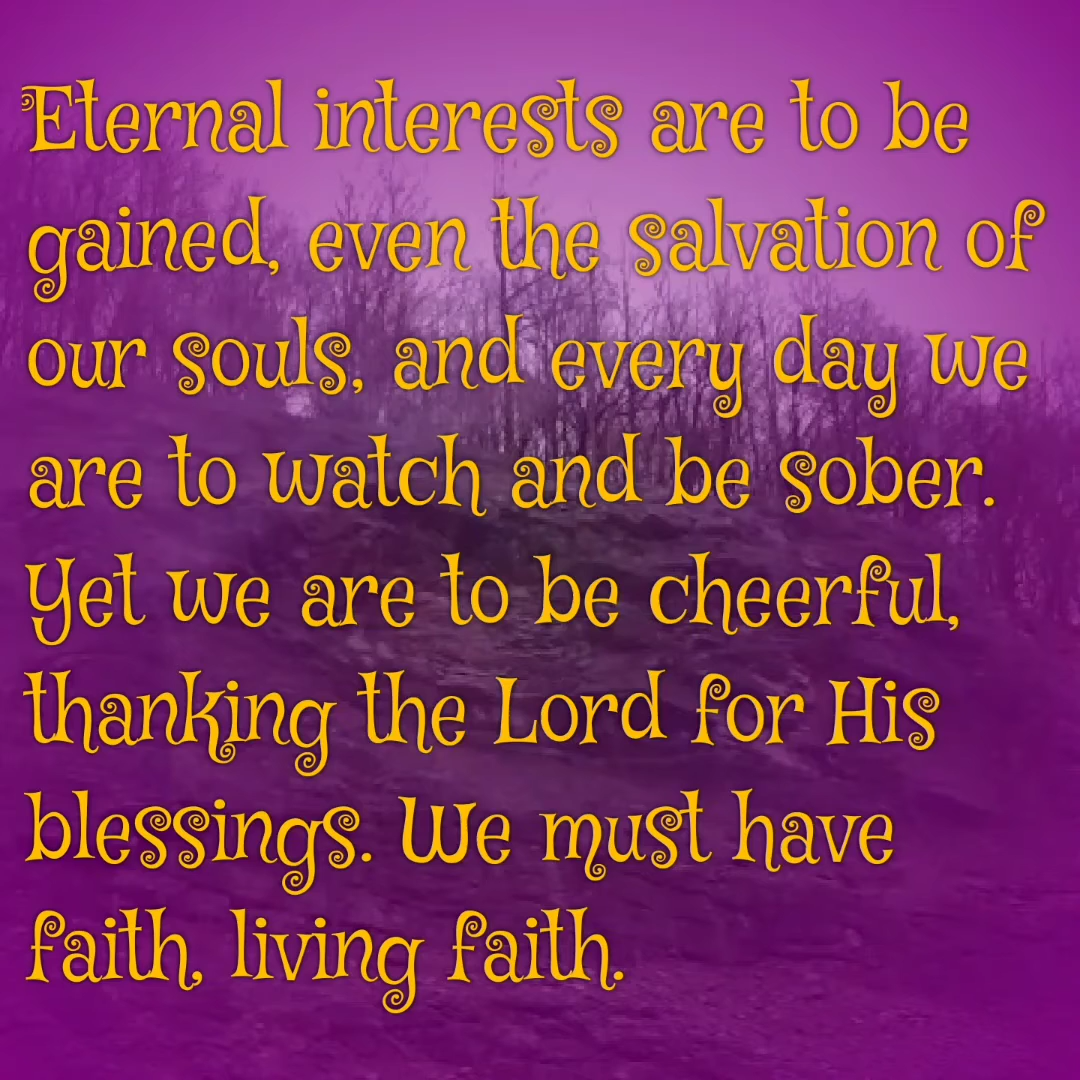 Eternal interests are to be
gained, even the salvation of
our souls, and every day we
are to watch and be sober.
Yet we are to be cheerful,
thanking the Lord for His
blessings. We must have
faith, living faith.